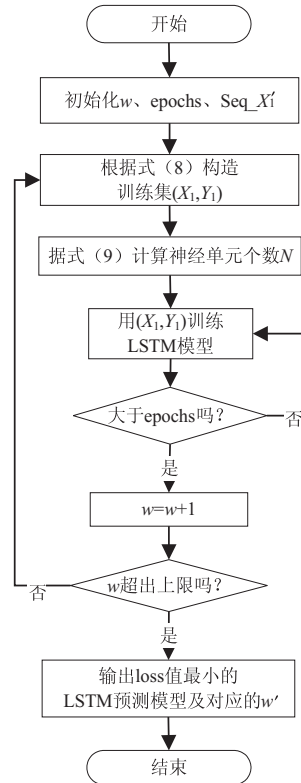 开始
初始化w、epochs、Seq_X₁′
根据式（8）构造
训练集(X₁,Y₁)
据式（9）计算神经单元个数N
用(X₁,Y₁)训练
LSTM模型
大于epochs吗?
否
是
w=w+1
w超出上限吗?
否
是
输出loss值最小的
LSTM预测模型及对应的w′
结束